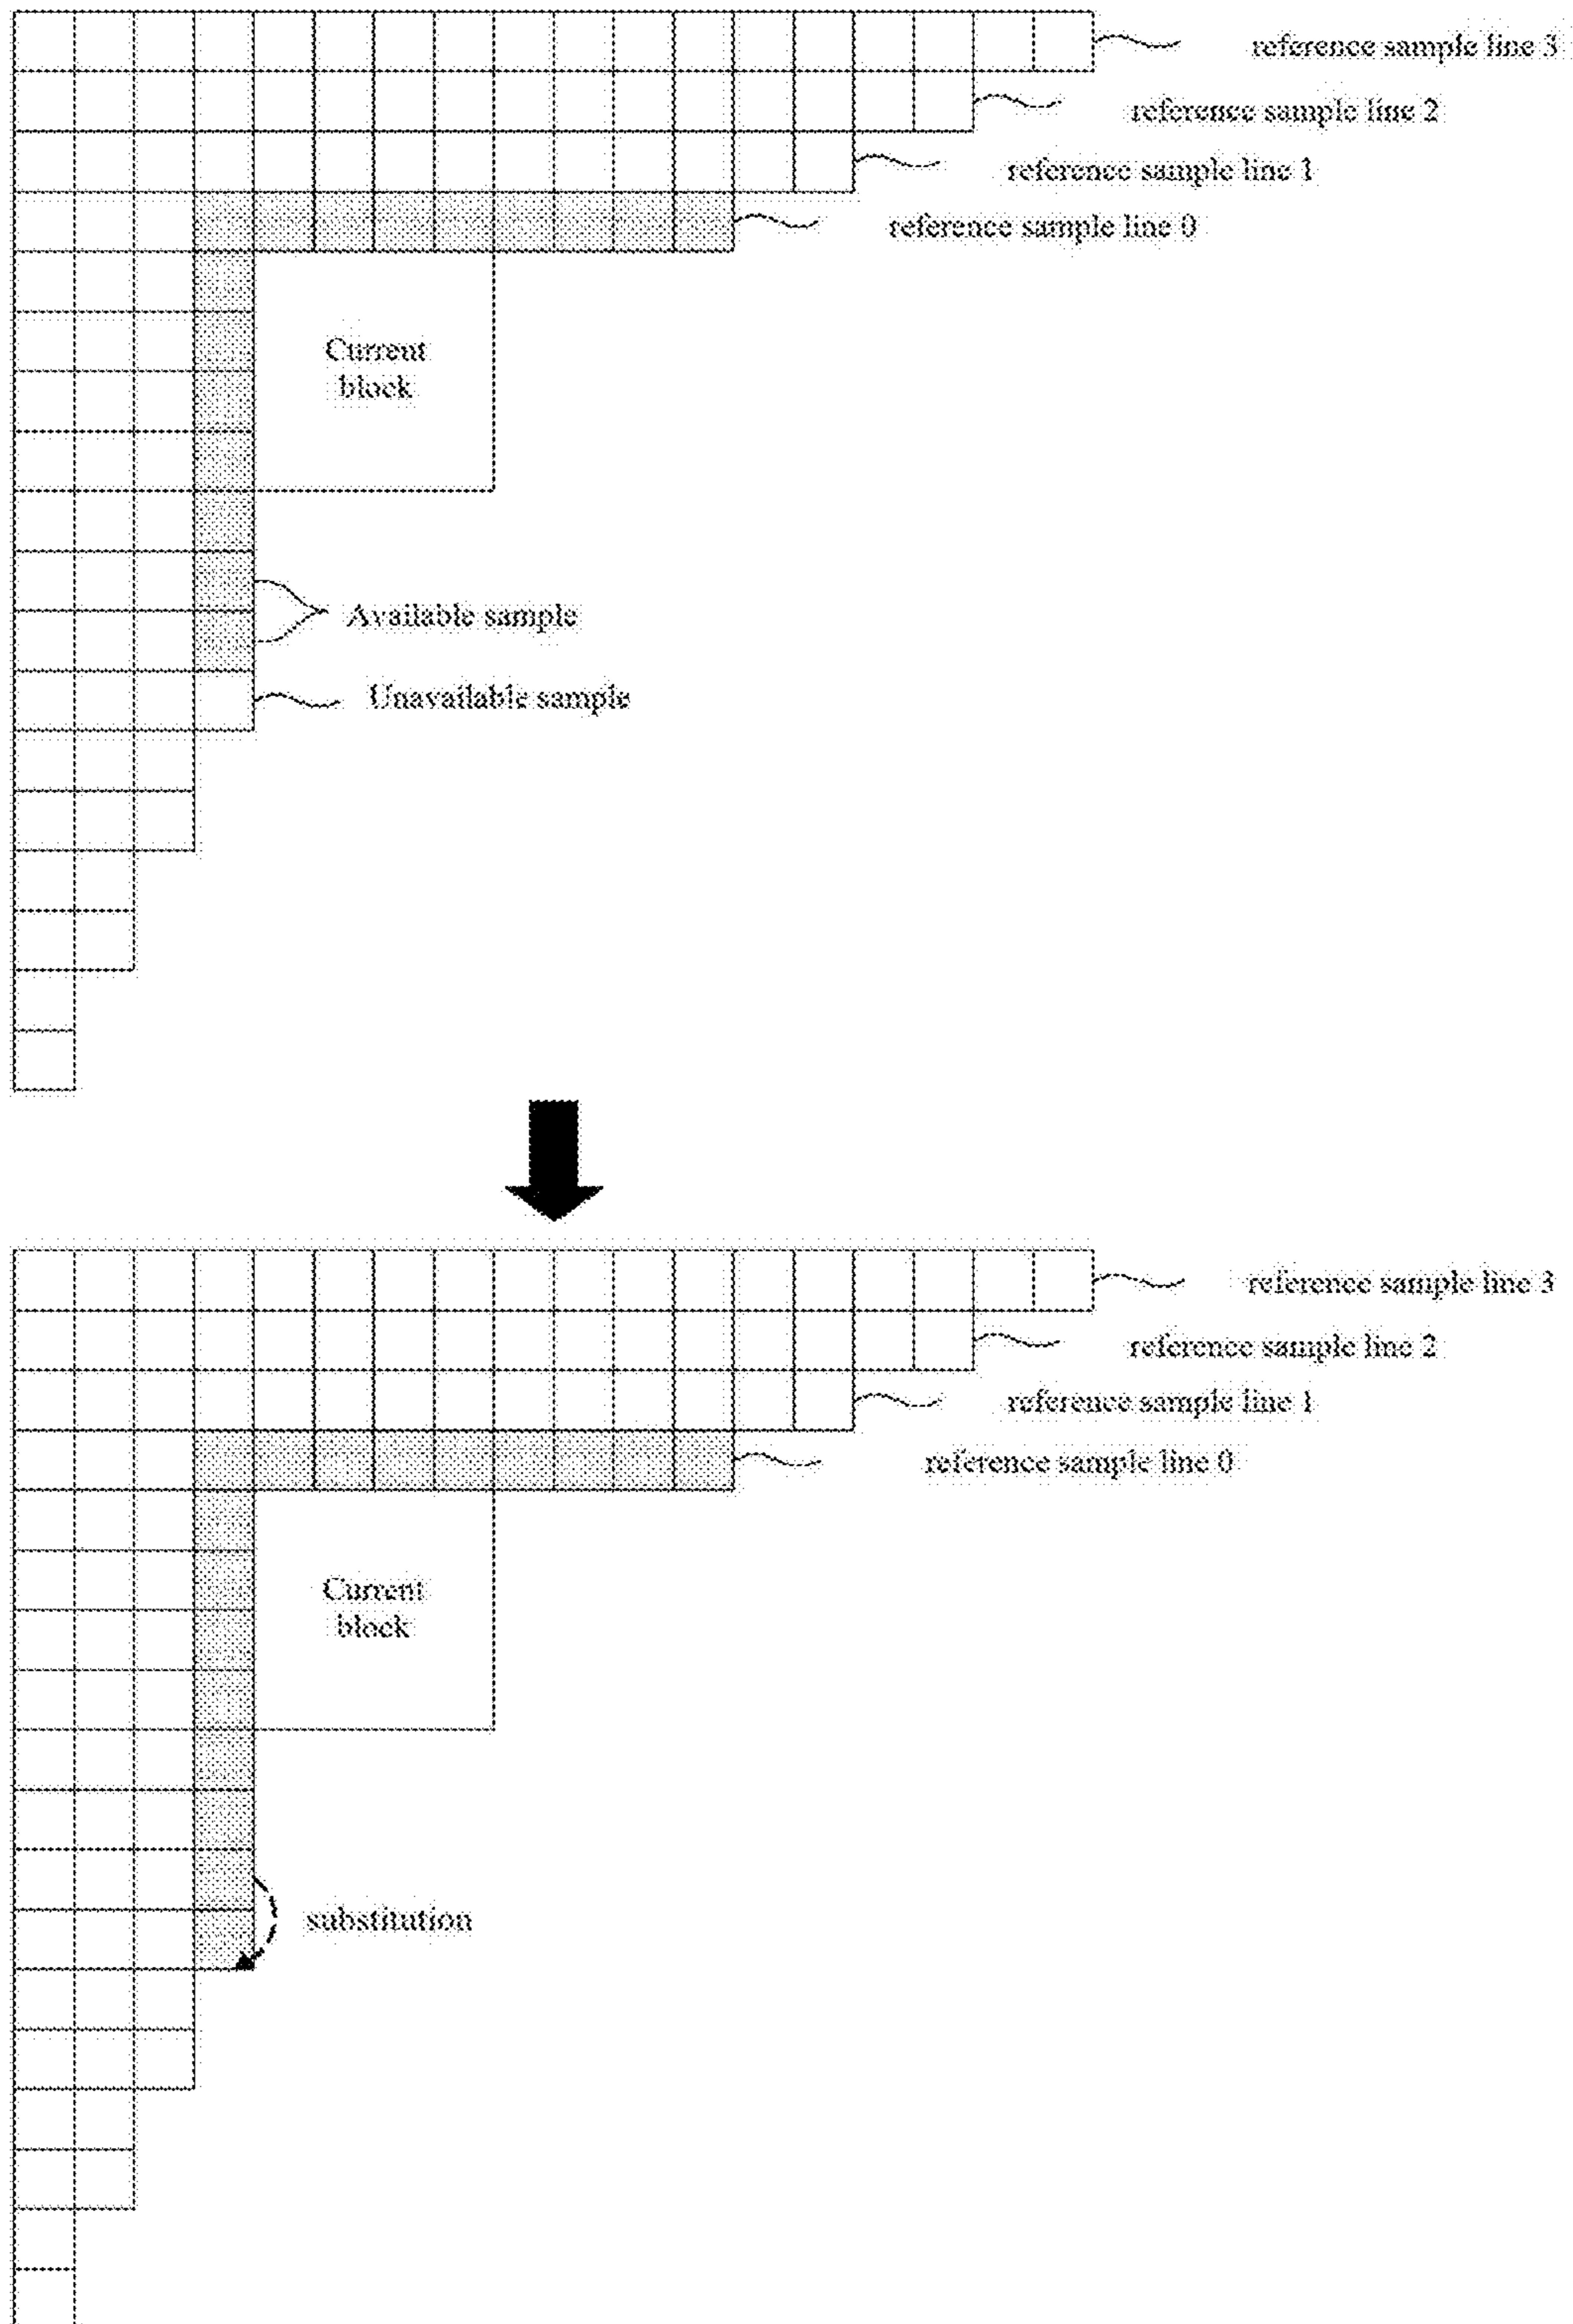 reference sample line 3
reference sample line 2
reference sample line 1
reference sample line 0
Current
block
Available sample
Unavailable sample
reference sample line 3
reference sample line 2
reference sample line 1
reference sample line 0
Current
block
substitution